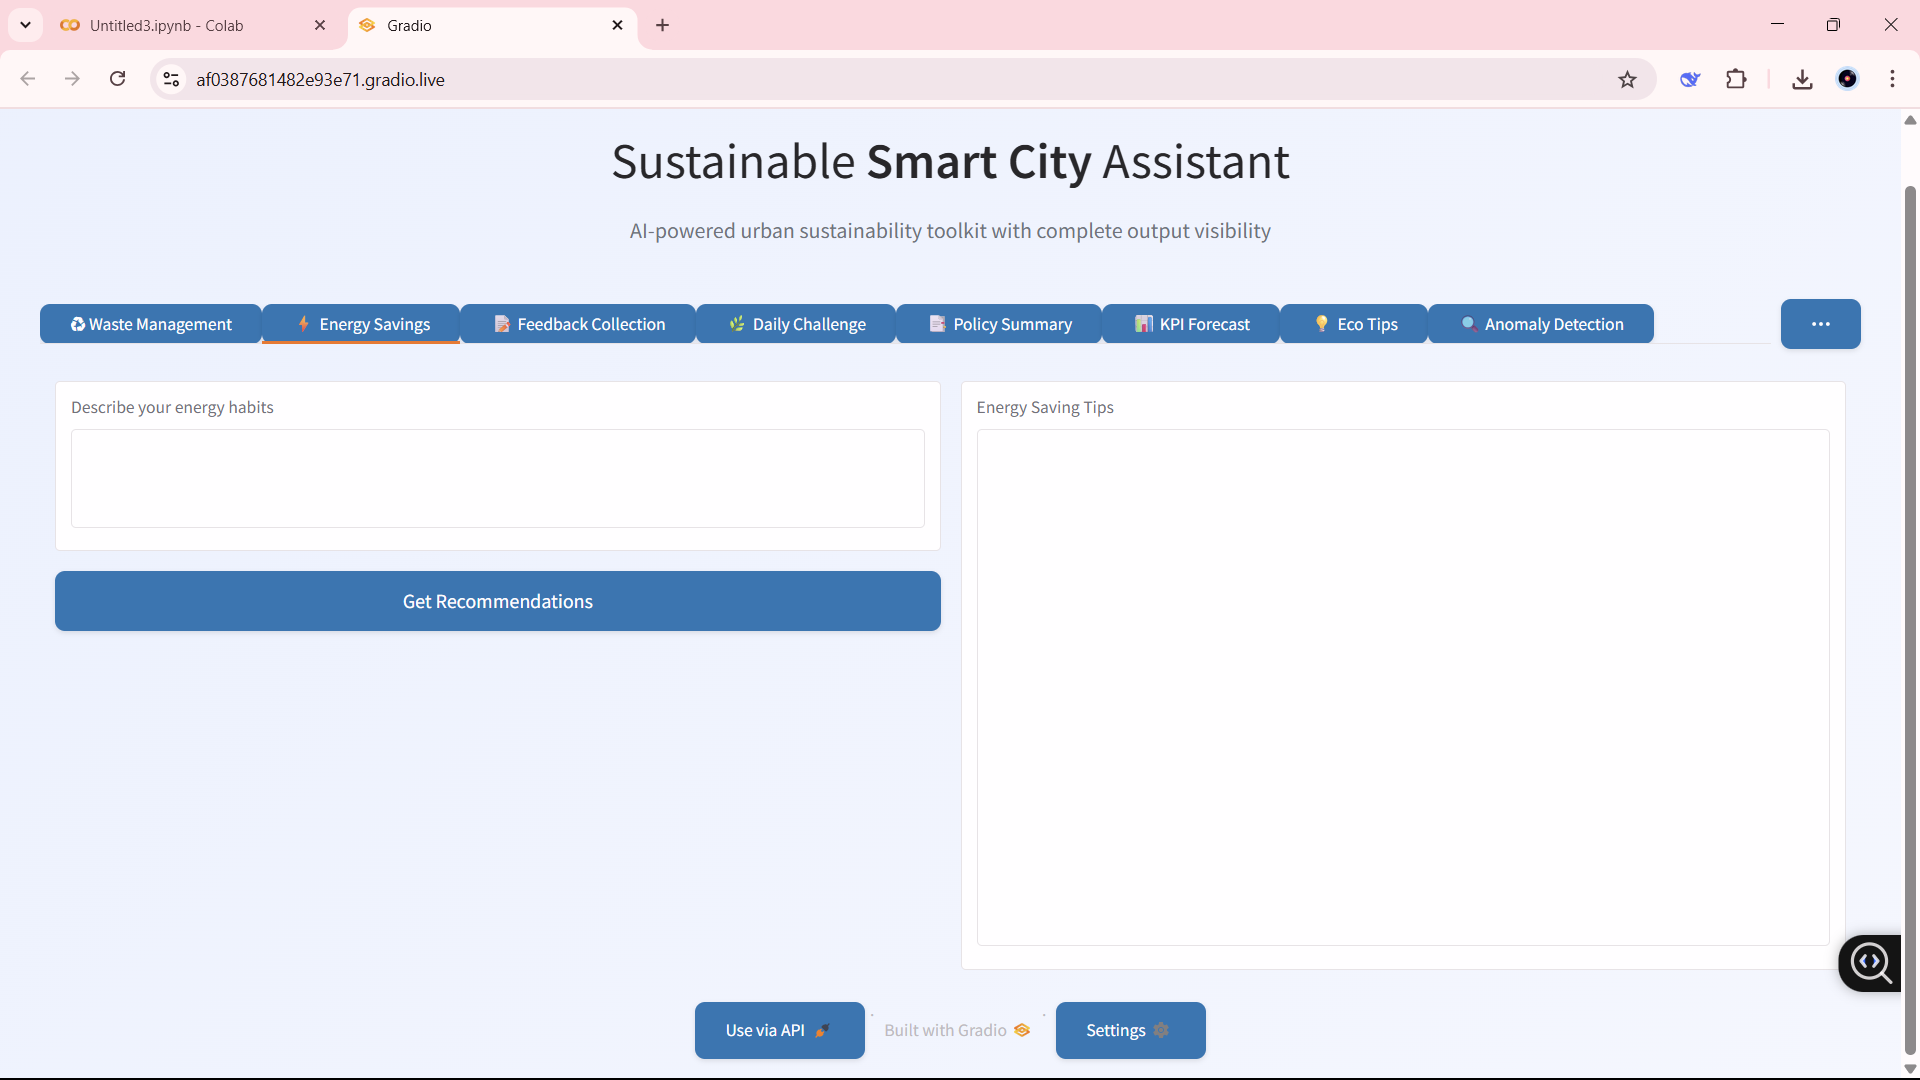 Untitled3.ipynb - Colab
Gradio
af0387681482e93e71.gradio.live
Sustainable Smart City Assistant
AI-powered urban sustainability toolkit with complete output visibility
Waste Management
Energy Savings
Feedback Collection
Daily Challenge
Policy Summary
KPI Forecast
Eco Tips
Anomaly Detection
Describe your energy habits
Energy Saving Tips
Get Recommendations
Use via API
Built with Gradio
Settings